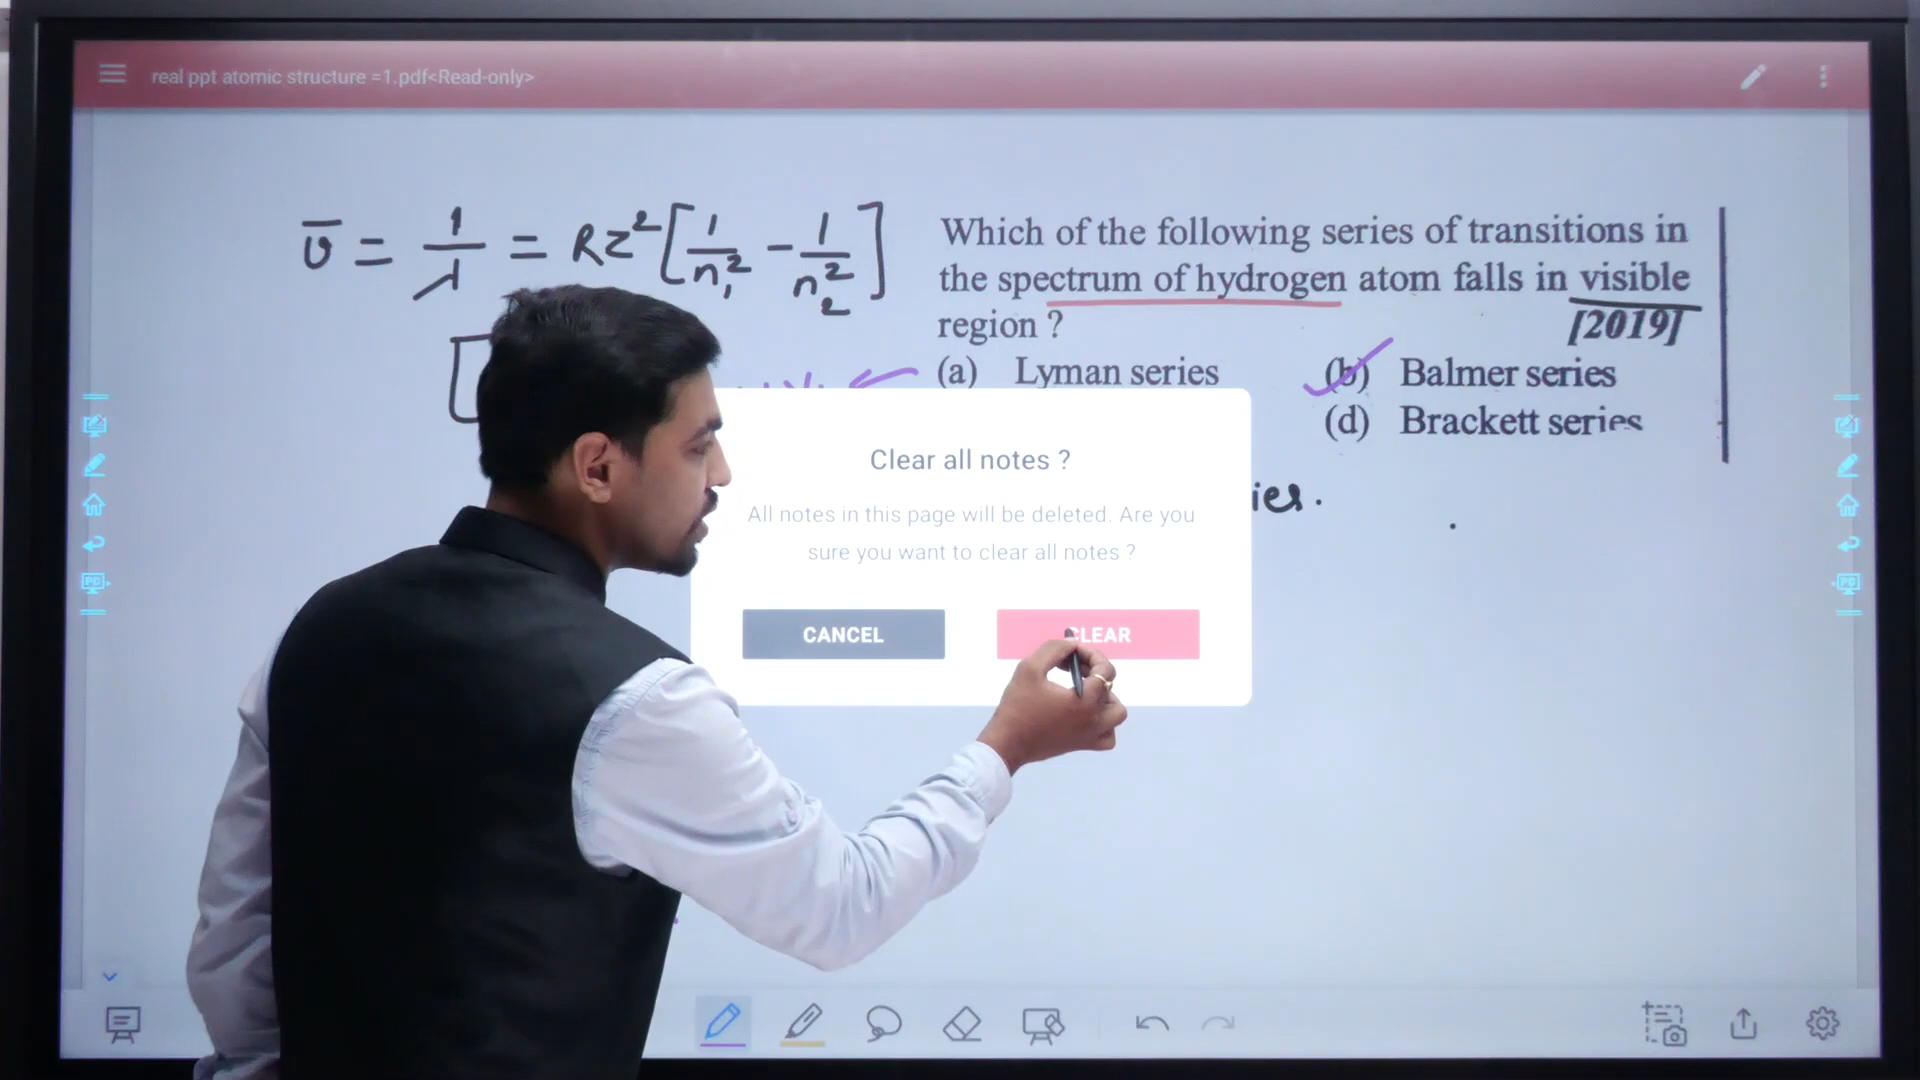 real ppt atomic structure =1.pdf<Read-only>
ῡ = 1/λ = RZ² [1/n₁² - 1/n₂²]
Which of the following series of transitions in
the spectrum of hydrogen atom falls in visible
region ? [2019]
(a) Lyman series (b) Balmer series
(d) Brackett series
Clear all notes ?
All notes in this page will be deleted. Are you
sure you want to clear all notes ?
CANCEL CLEAR
PC PC